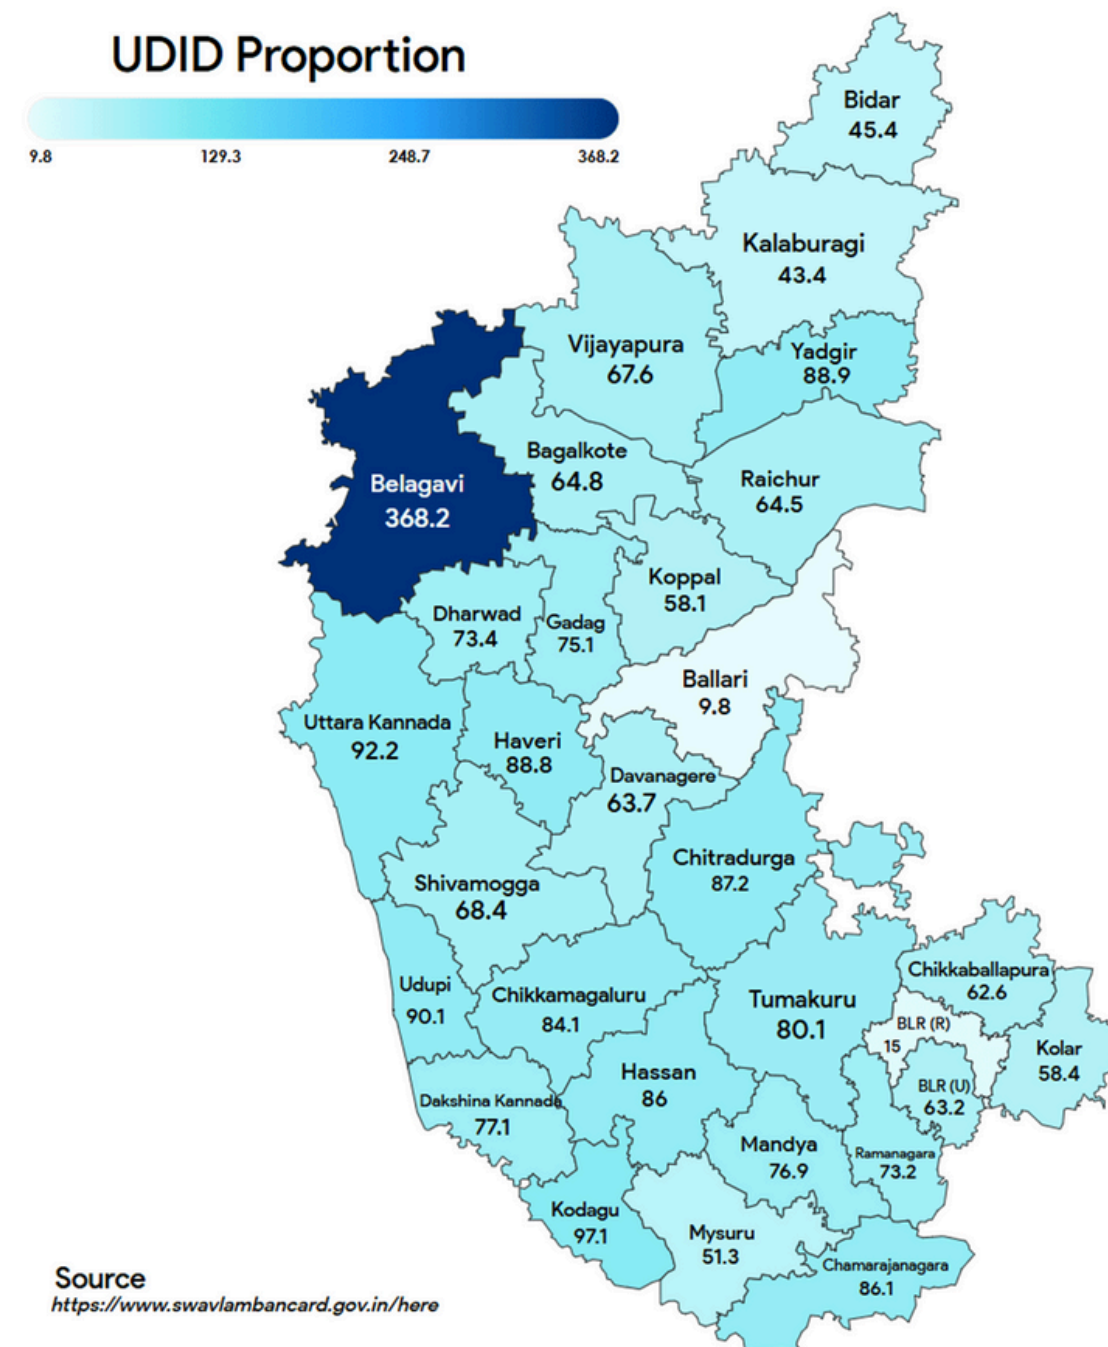 UDID Proportion
9.8 129.3 248.7 368.2
Bidar
45.4
Kalaburagi
43.4
Vijayapura
67.6
Yadgir
88.9
Bagalkote
64.8
Raichur
64.5
Belagavi
368.2
Koppal
58.1
Dharwad
73.4
Gadag
75.1
Ballari
9.8
Uttara Kannada
92.2
Haveri
88.8
Davanagere
63.7
Chitradurga
87.2
Shivamogga
68.4
Chikkaballapura
62.6
Udupi
90.1
Chikkamagaluru
84.1
Tumakuru
80.1
BLR (R)
15
Kolar
58.4
Hassan
86
BLR (U)
63.2
Dakshina Kannada
77.1
Mandya
76.9
Ramanagara
73.2
Kodagu
97.1
Mysuru
51.3
Chamarajanagara
86.1
Source
https://www.swavlambancard.gov.in/here